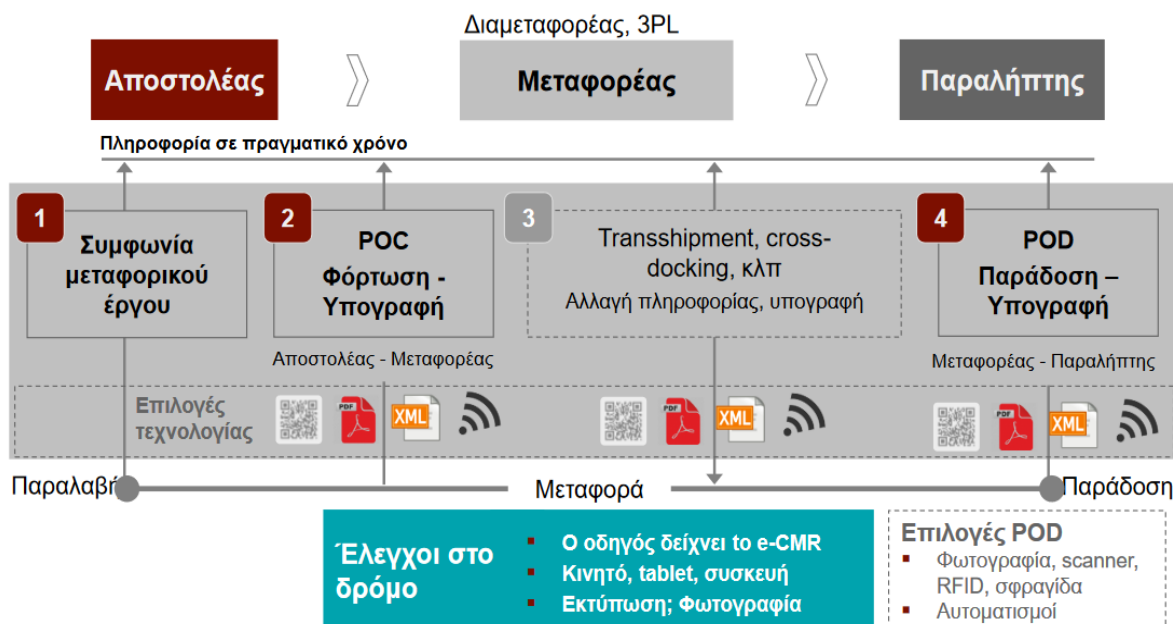 Διαμεταφορέας, 3PL
Αποστολέας
Μεταφορέας
Παραλήπτης
Πληροφορία σε πραγματικό χρόνο
1
Συμφωνία
μεταφορικού
έργου
2
POC
Φόρτωση -
Υπογραφή
Αποστολέας - Μεταφορέας
3
Transshipment, cross-
docking, κλπ
Αλλαγή πληροφορίας, υπογραφή
4
POD
Παράδοση –
Υπογραφή
Μεταφορέας - Παραλήπτης
Επιλογές
τεχνολογίας
PDF
XML
PDF
XML
PDF
XML
Παραλαβή
Μεταφορά
Παράδοση
Έλεγχοι στο
δρόμο
▪ Ο οδηγός δείχνει to e-CMR
▪ Κινητό, tablet, συσκευή
▪ Εκτύπωση; Φωτογραφία
Επιλογές POD
▪ Φωτογραφία, scanner,
RFID, σφραγίδα
▪ Αυτοματισμοί